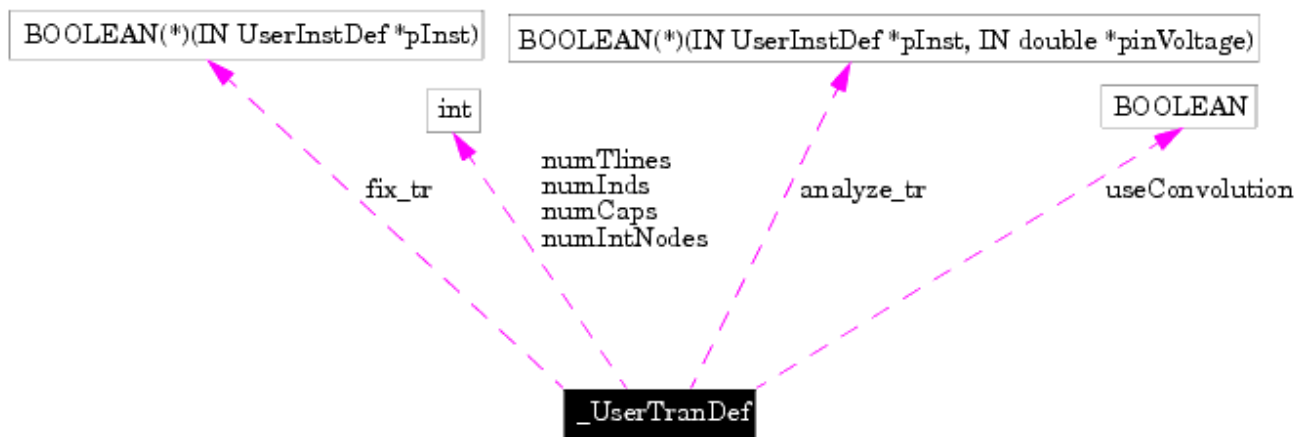 BOOLEAN(*)(IN UserInstDef *pInst)
BOOLEAN(*)(IN UserInstDef *pInst, IN double *pinVoltage)
int
BOOLEAN
fix_tr
numTlines
numInds
numCaps
numIntNodes
analyze_tr
useConvolution
_UserTranDef